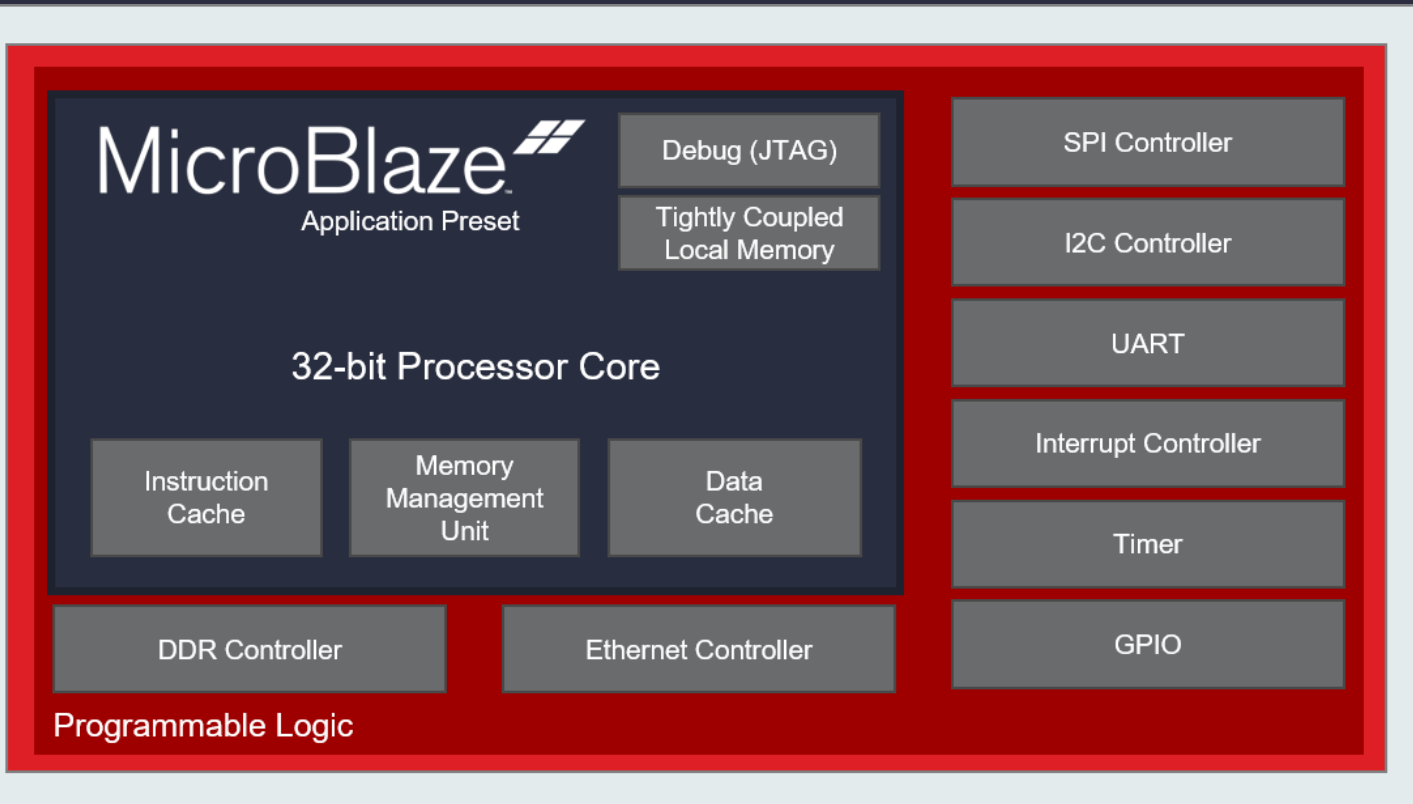 MicroBlaze™
Application Preset
Debug (JTAG)
Tightly Coupled
Local Memory
32-bit Processor Core
Instruction
Cache
Memory
Management
Unit
Data
Cache
DDR Controller
Ethernet Controller
Programmable Logic
SPI Controller
I2C Controller
UART
Interrupt Controller
Timer
GPIO